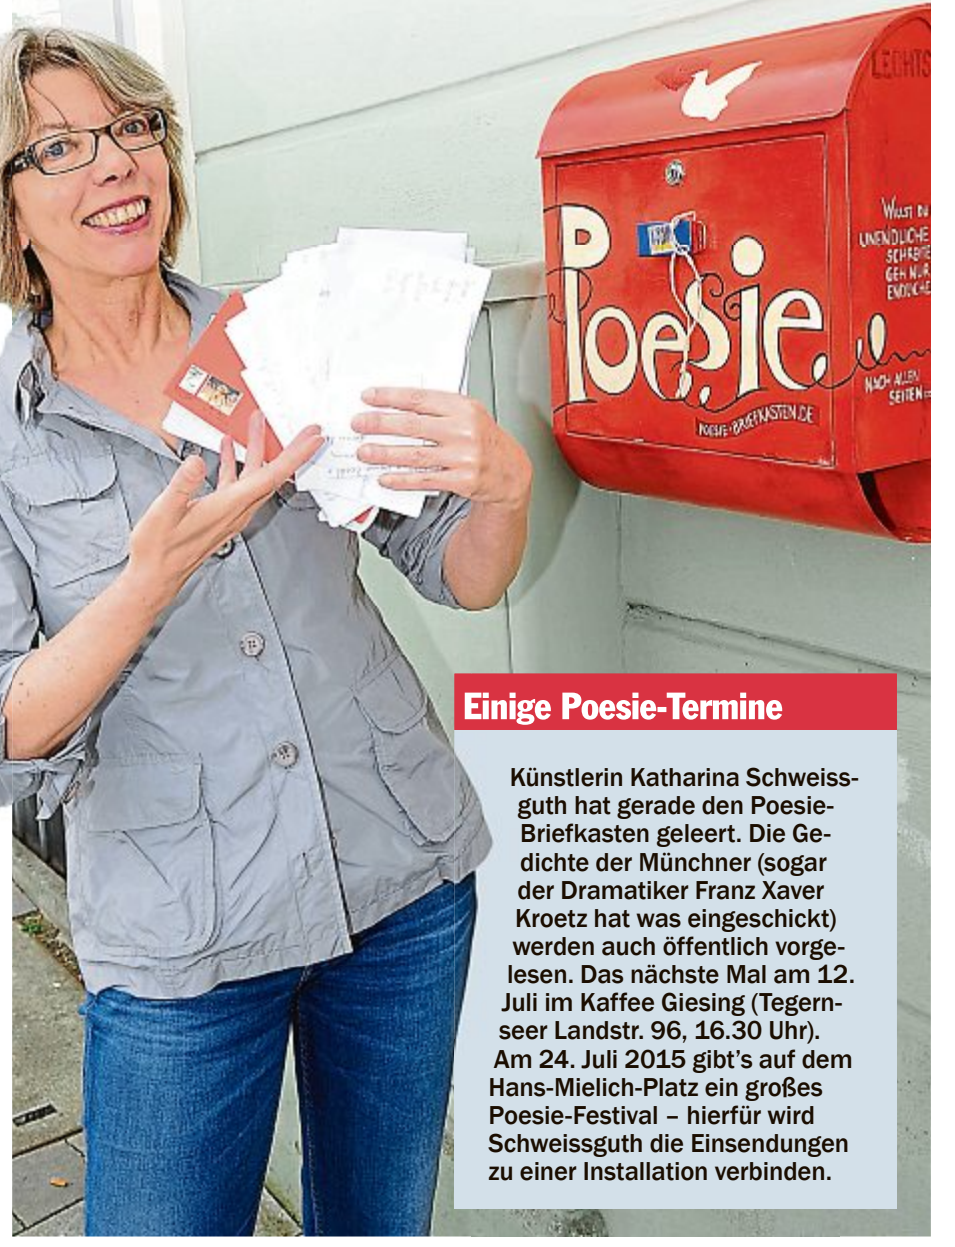 LECHTS
Poesie
POESIE-BRIEFKASTEN.DE
WILLST DU
UNENDLICHE
SCHREITE
GEH NUR
ENDLICHE
NACH ALLEN
SEITEN
Einige Poesie-Termine
Künstlerin Katharina Schweiss-
guth hat gerade den Poesie-
Briefkasten geleert. Die Ge-
dichte der Münchner (sogar
der Dramatiker Franz Xaver
Kroetz hat was eingeschickt)
werden auch öffentlich vorge-
lesen. Das nächste Mal am 12.
Juli im Kaffee Giesing (Tegern-
seer Landstr. 96, 16.30 Uhr).
Am 24. Juli 2015 gibt's auf dem
Hans-Mielich-Platz ein großes
Poesie-Festival – hierfür wird
Schweissguth die Einsendungen
zu einer Installation verbinden.